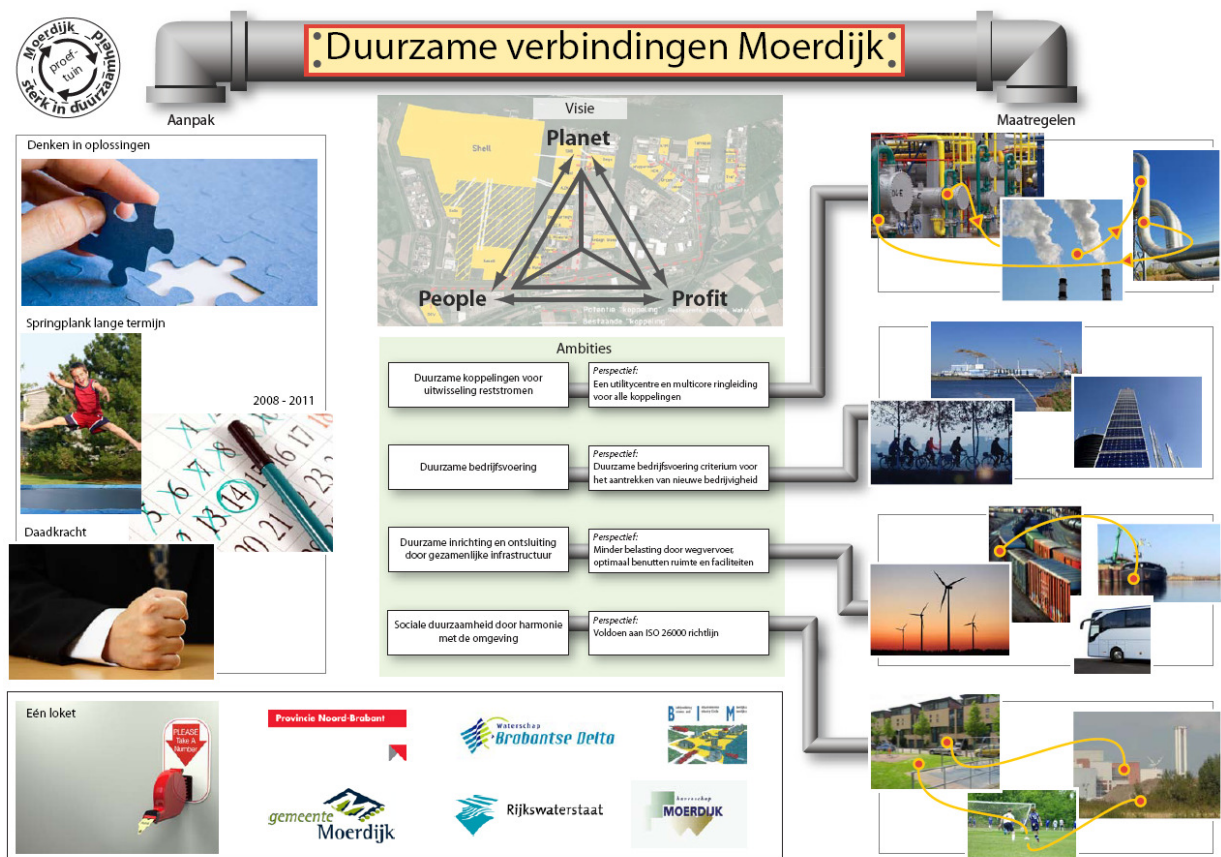 Moerdijk
sterk in duurzaamheid
proef-
tuin
Duurzame verbindingen Moerdijk
Aanpak
Denken in oplossingen
Springplank lange termijn
2008 - 2011
Daadkracht
Visie
Planet
People
Profit
Shell
Potentie "koppeling"
Bestaande "koppeling"
Ambities
Duurzame koppelingen voor
uitwisseling reststromen
Perspectief:
Een utilitycentre en multicore ringleiding
voor alle koppelingen
Duurzame bedrijfsvoering
Perspectief:
Duurzame bedrijfsvoering criterium voor
het aantrekken van nieuwe bedrijvigheid
Duurzame inrichting en ontsluiting
door gezamenlijke infrastructuur
Perspectief:
Minder belasting door wegvervoer,
optimaal benutten ruimte en faciliteiten
Sociale duurzaamheid door harmonie
met de omgeving
Perspectief:
Voldoen aan ISO 26000 richtlijn
Maatregelen
Eén loket
PLEASE
Take A
Number
Provincie Noord-Brabant
Waterschap
Brabantse Delta
B I M
gemeente
Moerdijk
Rijkswaterstaat
havenschap
MOERDIJK